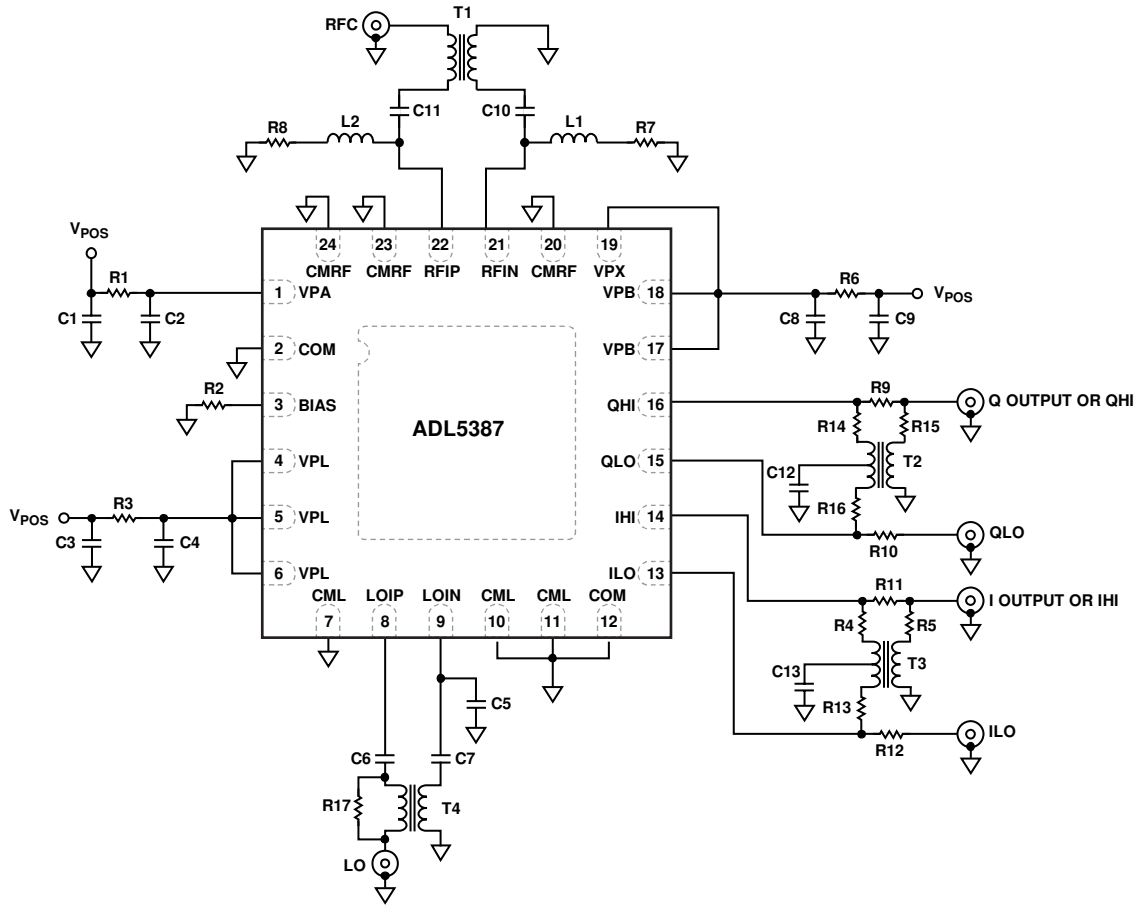 T1
RFC
C11
C10
R8
L2
L1
R7
24
23
22
21
20
19
CMRF
CMRF
RFIP
RFIN
CMRF
VPX
VPOS
R1
C1
C2
1 VPA
2 COM
R2
3 BIAS
4 VPL
VPOS
R3
C3
C4
5 VPL
6 VPL
ADL5387
VPB 18
VPB 17
R6
VPOS
C8
C9
QHI 16
R9
Q OUTPUT OR QHI
R14
R15
QLO 15
C12
T2
R16
IHI 14
R10
QLO
ILO 13
R11
I OUTPUT OR IHI
R4
R5
C13
T3
R13
R12
ILO
CML
LOIP
LOIN
CML
CML
COM
7
8
9
10
11
12
C5
C6
C7
R17
T4
LO